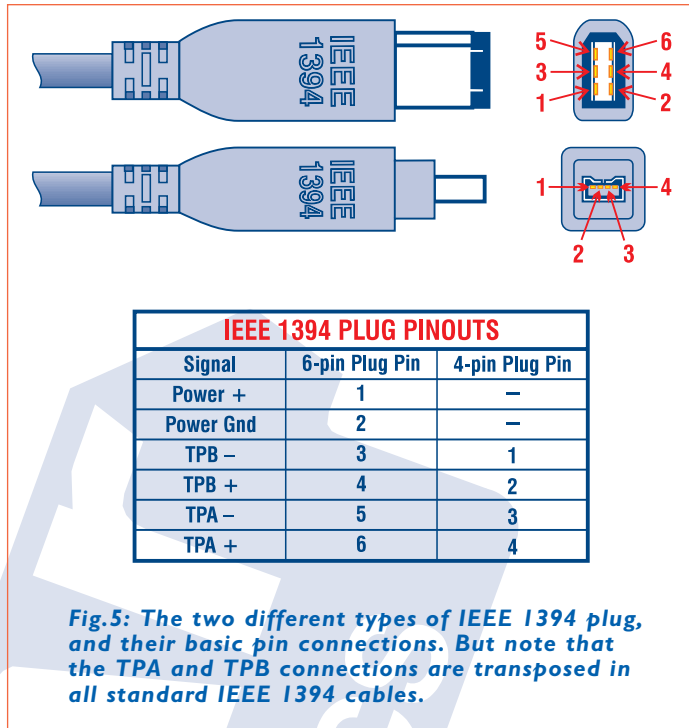 IEEE
1394
5 6
3 4
1 2
IEEE
1394
1 4
2 3
IEEE 1394 PLUG PINOUTS
Signal 6-pin Plug Pin 4-pin Plug Pin
Power + 1 –
Power Gnd 2 –
TPB – 3 1
TPB + 4 2
TPA – 5 3
TPA + 6 4
Fig.5: The two different types of IEEE 1394 plug,
and their basic pin connections. But note that
the TPA and TPB connections are transposed in
all standard IEEE 1394 cables.